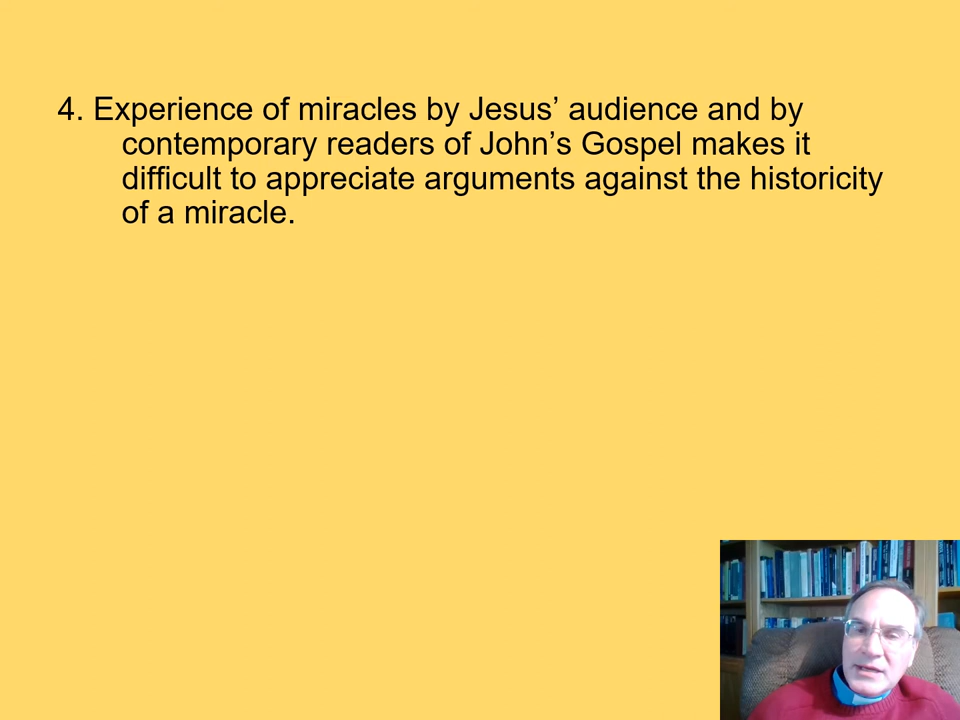 4. Experience of miracles by Jesus’ audience and by
contemporary readers of John’s Gospel makes it
difficult to appreciate arguments against the historicity
of a miracle.